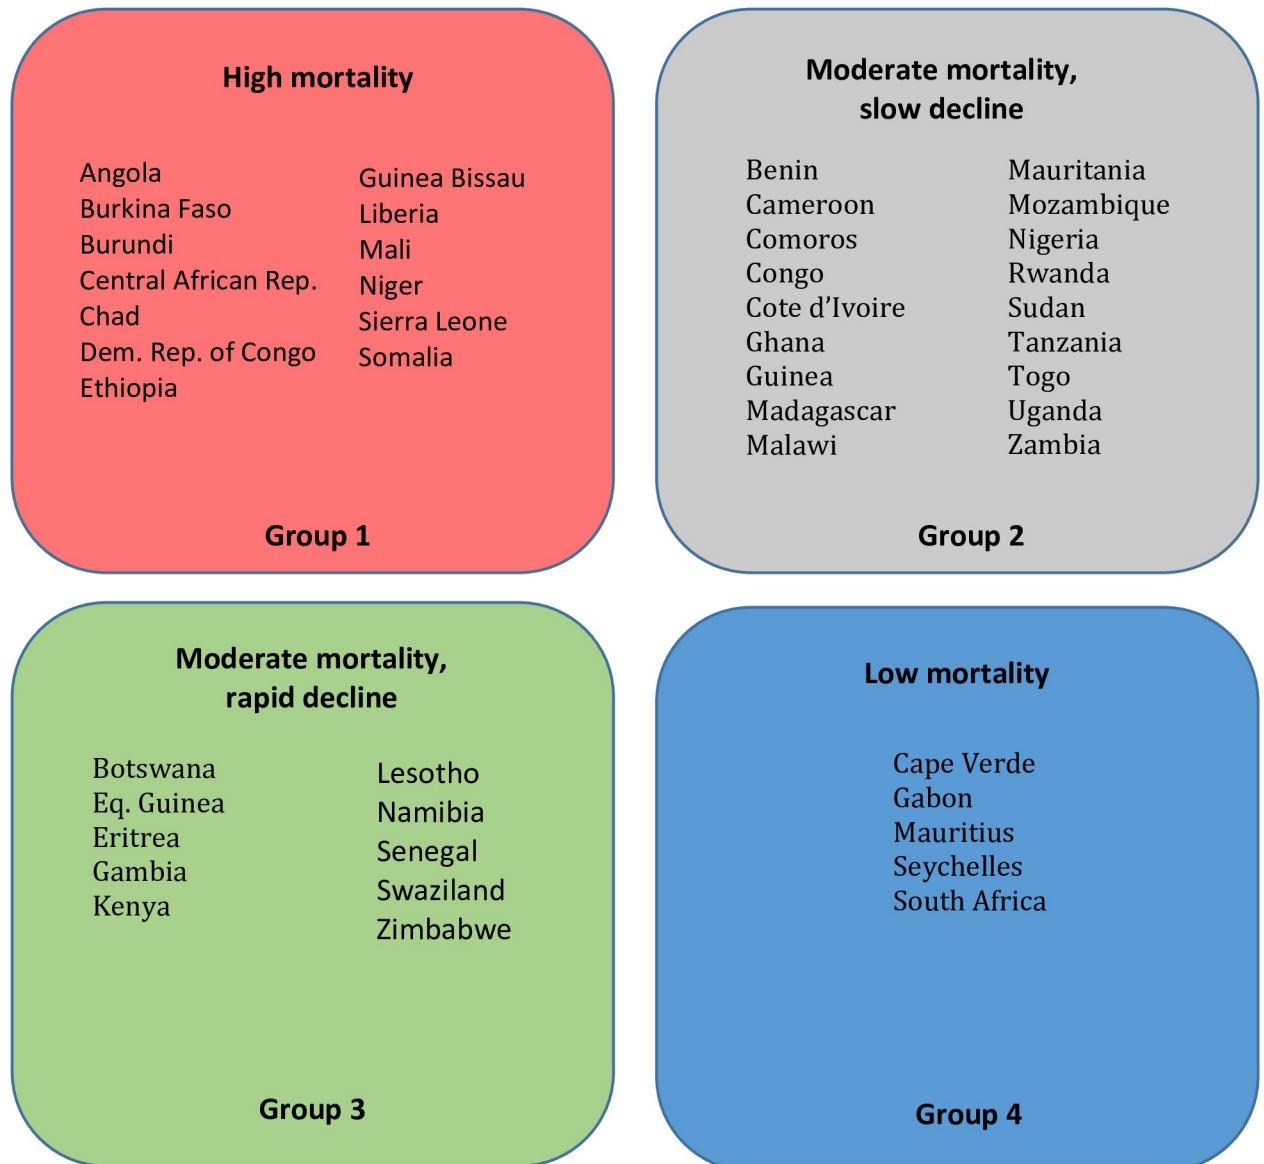 High mortality
Angola
Burkina Faso
Burundi
Central African Rep.
Chad
Dem. Rep. of Congo
Ethiopia
Guinea Bissau
Liberia
Mali
Niger
Sierra Leone
Somalia
Group 1
Moderate mortality,
slow decline
Benin
Cameroon
Comoros
Congo
Cote d’Ivoire
Ghana
Guinea
Madagascar
Malawi
Mauritania
Mozambique
Nigeria
Rwanda
Sudan
Tanzania
Togo
Uganda
Zambia
Group 2
Moderate mortality,
rapid decline
Botswana
Eq. Guinea
Eritrea
Gambia
Kenya
Lesotho
Namibia
Senegal
Swaziland
Zimbabwe
Group 3
Low mortality
Cape Verde
Gabon
Mauritius
Seychelles
South Africa
Group 4